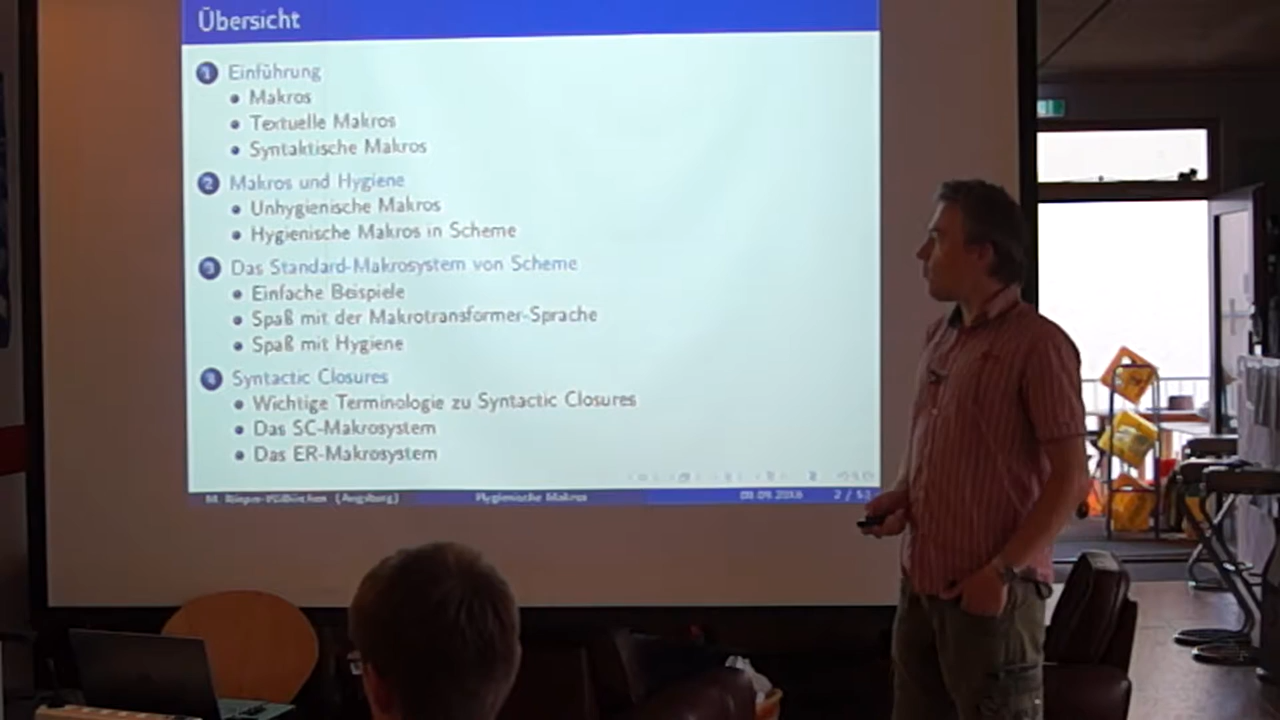 Übersicht
1 Einführung
Makros
Textuelle Makros
Syntaktische Makros
2 Makros und Hygiene
Unhygienische Makros
Hygienische Makros in Scheme
3 Das Standard-Makrosystem von Scheme
Einfache Beispiele
Spaß mit der Makrotransformer-Sprache
Spaß mit Hygiene
4 Syntactic Closures
Wichtige Terminologie zu Syntactic Closures
Das SC-Makrosystem
Das ER-Makrosystem
M. (Augsburg) Hygienische Makros 2 /